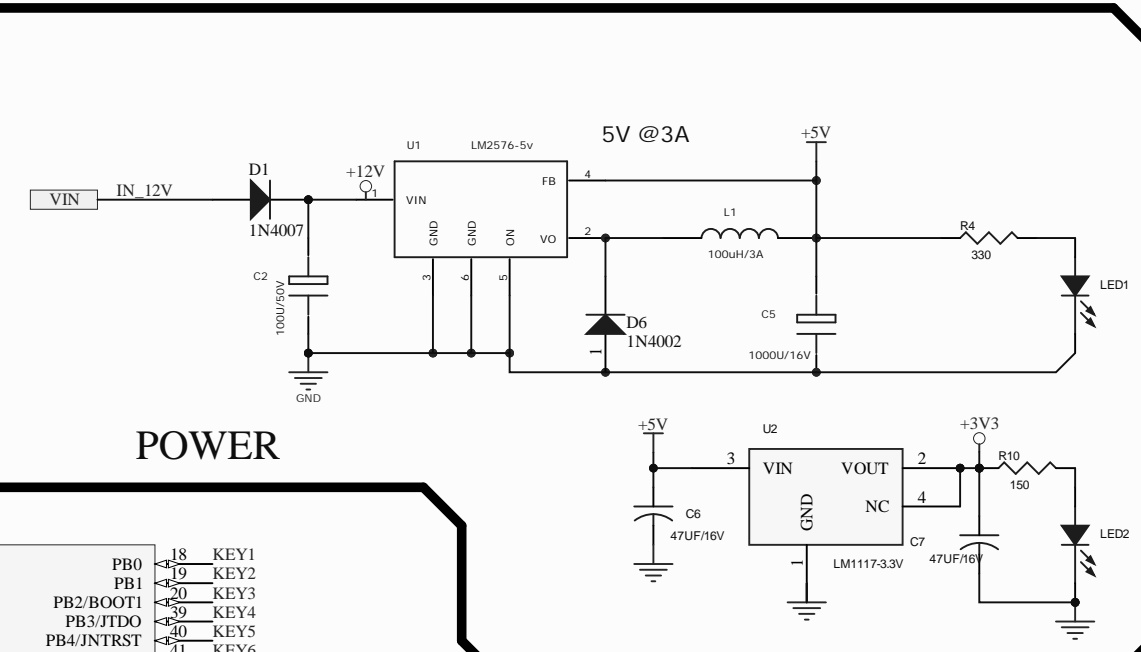 5V @3A
+5V
U1
LM2576-5v
D1
+12V
VIN
IN_12V
1
VIN
FB
4
1N4007
GND
GND
ON
VO
2
L1
100uH/3A
R4
330
3
6
5
C2
100U/50V
LED1
C5
1000U/16V
D6
1N4002
1
GND
POWER
+5V
U2
+3V3
3
VIN
VOUT
2
R10
150
GND
NC
4
C6
47UF/16V
1
LM1117-3.3V
C7
47UF/16V
LED2
PB0
18
KEY1
PB1
19
KEY2
PB2/BOOT1
20
KEY3
PB3/JTDO
39
KEY4
PB4/JNTRST
40
KEY5
41
KEY6